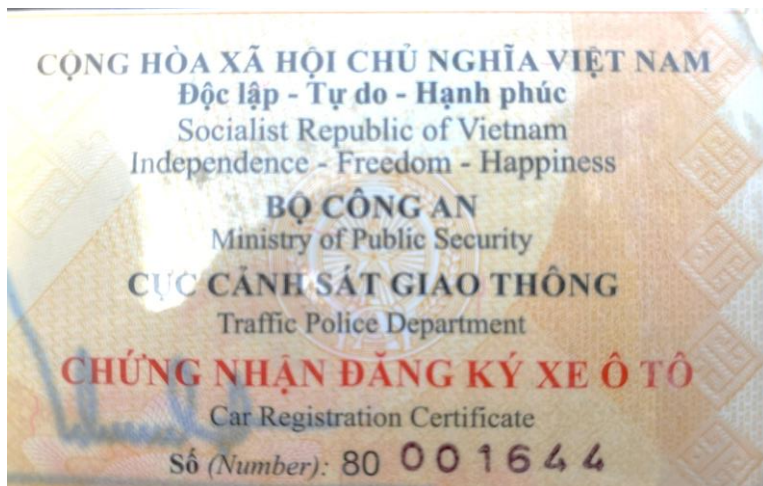 CỘNG HÒA XÃ HỘI CHỦ NGHĨA VIỆT NAM
Độc lập - Tự do - Hạnh phúc
Socialist Republic of Vietnam
Independence - Freedom - Happiness
BỘ CÔNG AN
Ministry of Public Security
CỤC CẢNH SÁT GIAO THÔNG
Traffic Police Department
CHỨNG NHẬN ĐĂNG KÝ XE Ô TÔ
Car Registration Certificate
Số (Number): 80 001644